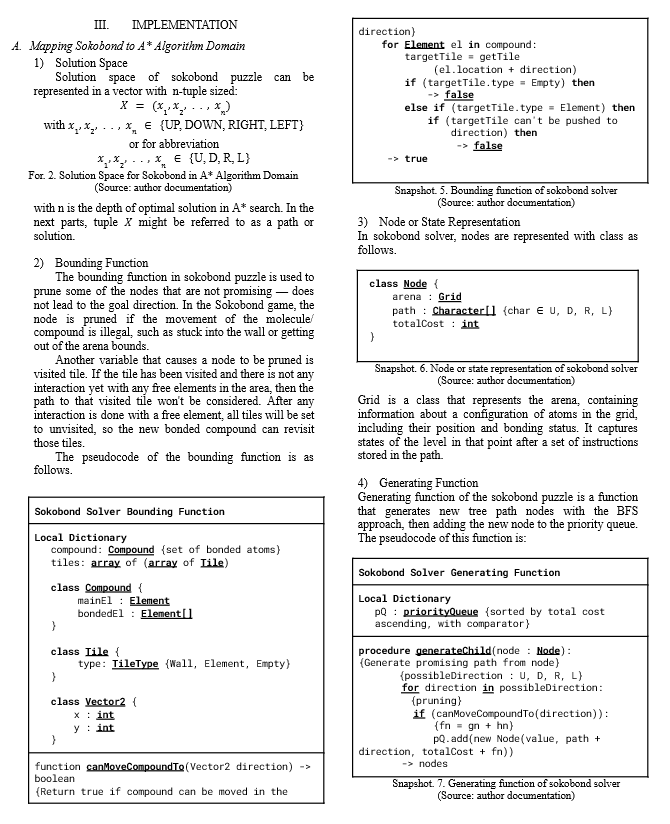 III. IMPLEMENTATION
A. Mapping Sokobond to A* Algorithm Domain
1) Solution Space
Solution space of sokobond puzzle can be
represented in a vector with n-tuple sized:
X = (x₁,x₂, . . , xₙ)
with x₁,x₂, . . , xₙ ∈ {UP, DOWN, RIGHT, LEFT}
or for abbreviation
x₁,x₂, . . , xₙ ∈ {U, D, R, L}
For. 2. Solution Space for Sokobond in A* Algorithm Domain
(Source: author documentation)
with n is the depth of optimal solution in A* search. In the
next parts, tuple X might be referred to as a path or
solution.
2) Bounding Function
The bounding function in sokobond puzzle is used to
prune some of the nodes that are not promising — does
not lead to the goal direction. In the Sokobond game, the
node is pruned if the movement of the molecule/
compound is illegal, such as stuck into the wall or getting
out of the arena bounds.
Another variable that causes a node to be pruned is
visited tile. If the tile has been visited and there is not any
interaction yet with any free elements in the area, then the
path to that visited tile won't be considered. After any
interaction is done with a free element, all tiles will be set
to unvisited, so the new bonded compound can revisit
those tiles.
The pseudocode of the bounding function is as
follows.
Sokobond Solver Bounding Function
Local Dictionary
compound: Compound {set of bonded atoms}
tiles: array of (array of Tile)
class Compound {
mainEl : Element
bondedEl : Element[]
}
class Tile {
type: TileType {Wall, Element, Empty}
}
class Vector2 {
x : int
y : int
}
function canMoveCompoundTo(Vector2 direction) ->
boolean
{Return true if compound can be moved in the
direction}
for Element el in compound:
targetTile = getTile
(el.location + direction)
if (targetTile.type = Empty) then
-> false
else if (targetTile.type = Element) then
if (targetTile can't be pushed to
direction) then
-> false
-> true
Snapshot. 5. Bounding function of sokobond solver
(Source: author documentation)
3) Node or State Representation
In sokobond solver, nodes are represented with class as
follows.
class Node {
arena : Grid
path : Character[] {char ∈ U, D, R, L}
totalCost : int
}
Snapshot. 6. Node or state representation of sokobond solver
(Source: author documentation)
Grid is a class that represents the arena, containing
information about a configuration of atoms in the grid,
including their position and bonding status. It captures
states of the level in that point after a set of instructions
stored in the path.
4) Generating Function
Generating function of the sokobond puzzle is a function
that generates new tree path nodes with the BFS
approach, then adding the new node to the priority queue.
The pseudocode of this function is:
Sokobond Solver Generating Function
Local Dictionary
pQ : priorityQueue {sorted by total cost
ascending, with comparator}
procedure generateChild(node : Node):
{Generate promising path from node}
{possibleDirection : U, D, R, L}
for direction in possibleDirection:
{pruning}
if (canMoveCompoundTo(direction)):
{fn = gn + hn}
pQ.add(new Node(value, path +
direction, totalCost + fn))
-> nodes
Snapshot. 7. Generating function of sokobond solver
(Source: author documentation)